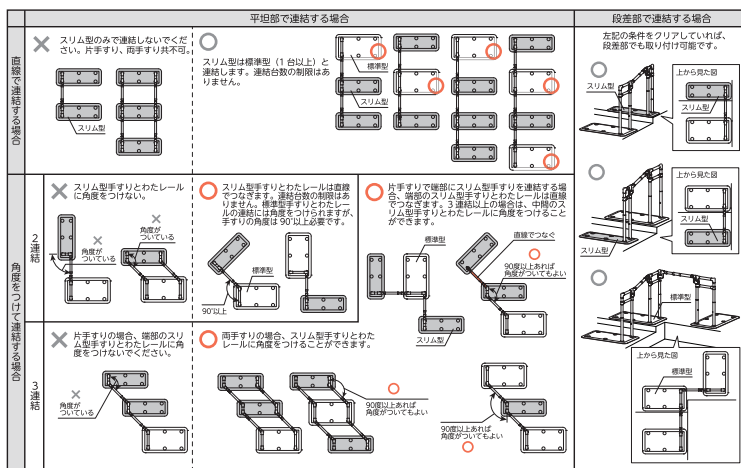 平坦部で連結する場合
段差部で連結する場合
直線で連結する場合
スリム型のみで連結しないでくだ
さい。片手すり、両手すり共不可。
スリム型
スリム型は標準型（1 台以上）と
連結します。連結台数の制限はあ
りません。
標準型
スリム型
左記の条件をクリアしていれば、
段差部でも取り付け可能です。
スリム型
上から見た図
スリム型
角度をつけて連結する場合
2連結
スリム型手すりとわたレール
に角度をつけない。
角度が
ついている
角度が
ついている
スリム型手すりとわたレールは直線
でつなぎます。連結台数の制限はあ
りません。標準型手すりとわたレー
ルの連結には角度をつけられますが、
手すりの角度は 90°以上必要です。
標準型
90°以上
片手すりで端部にスリム型手すりを連結する場
合、端部のスリム型手すりとわたレールは直線
でつなぎます。3 連結以上の場合は、中間のス
リム型手すりとわたレールに角度をつけること
ができます。
標準型
直線でつなぐ
90度以上あれば
角度がついてもよい
スリム型
上から見た図
スリム型
スリム型
3連結
片手すりの場合、端部のスリ
ム型手すりとわたレールに角
度をつけないでください。
角度が
ついている
両手すりの場合、スリム型手すりとわた
レールに角度をつけることができます。
90度以上あれば
角度がついてもよい
90度以上あれば
角度がついてもよい
標準型
上から見た図
標準型